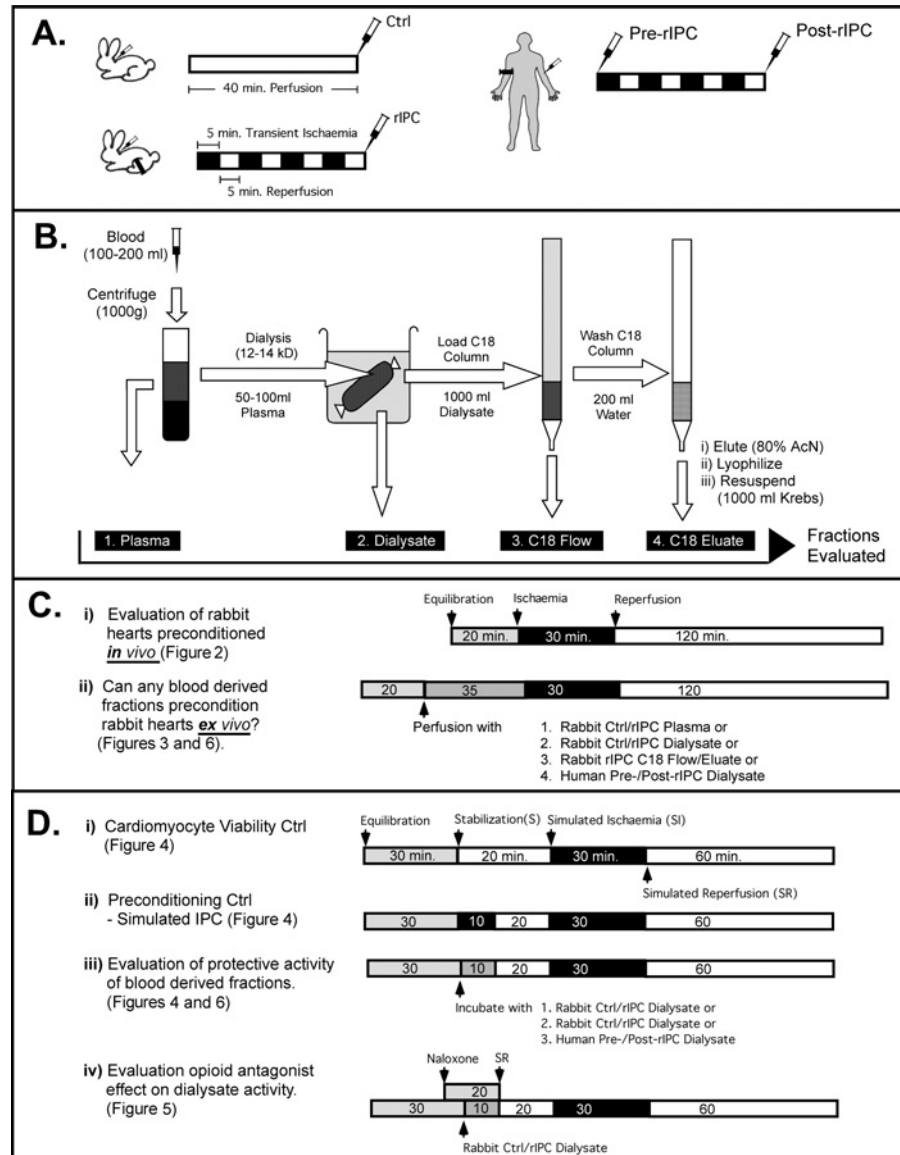 A.
Ctrl
40 min. Perfusion
rIPC
5 min. Transient Ischaemia
5 min. Reperfusion
Pre-rIPC
Post-rIPC
B.
Blood
(100-200 ml)
Centrifuge
(1000g)
Dialysis
(12-14 kD)
50-100ml
Plasma
Load C18
Column
1000 ml
Dialysate
Wash C18
Column
200 ml
Water
i) Elute (80% AcN)
ii) Lyophilize
iii) Resuspend
(1000 ml Krebs)
1. Plasma
2. Dialysate
3. C18 Flow
4. C18 Eluate
Fractions
Evaluated
C.
i) Evaluation of rabbit
hearts preconditioned
in vivo (Figure 2)
Equilibration
Ischaemia
Reperfusion
20 min.
30 min.
120 min.
ii) Can any blood derived
fractions precondition
rabbit hearts ex vivo?
(Figures 3 and 6).
20
35
30
120
Perfusion with
1. Rabbit Ctrl/rIPC Plasma or
2. Rabbit Ctrl/rIPC Dialysate or
3. Rabbit rIPC C18 Flow/Eluate or
4. Human Pre-/Post-rIPC Dialysate
D.
i) Cardiomyocyte Viability Ctrl
(Figure 4)
Equilibration
Stabilization(S)
Simulated Ischaemia (SI)
30 min.
20 min.
30 min.
60 min.
Simulated Reperfusion (SR)
ii) Preconditioning Ctrl
- Simulated IPC (Figure 4)
30
10
20
30
60
iii) Evaluation of protective activity
of blood derived fractions.
(Figures 4 and 6)
30
10
20
30
60
Incubate with
1. Rabbit Ctrl/rIPC Dialysate or
2. Rabbit Ctrl/rIPC Dialysate or
3. Human Pre-/Post-rIPC Dialysate
iv) Evaluation opioid antagonist
effect on dialysate activity.
(Figure 5)
Naloxone
SR
20
30
10
20
30
60
Rabbit Ctrl/rIPC Dialysate